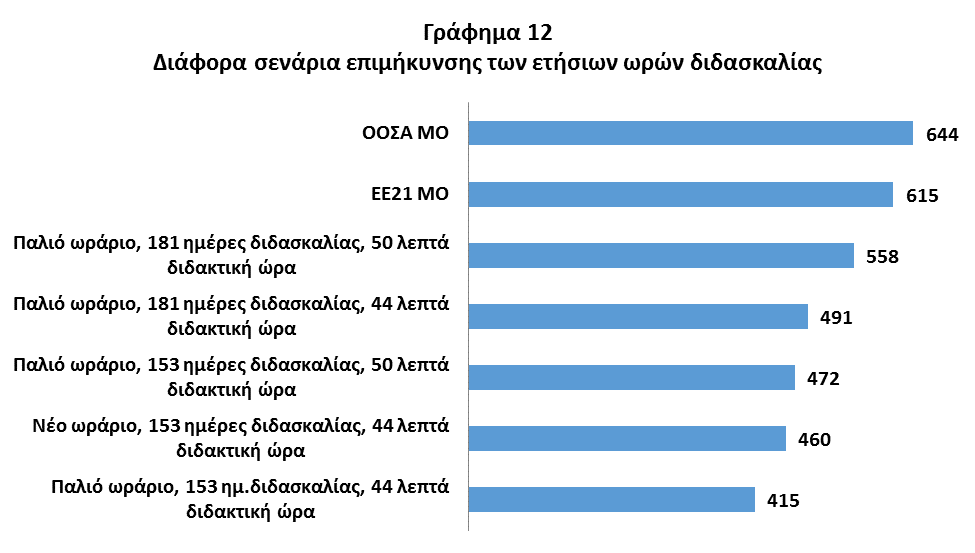 Γράφημα 12
Διάφορα σενάρια επιμήκυνσης των ετήσιων ωρών διδασκαλίας
ΟΟΣΑ ΜΟ
644
ΕΕ21 ΜΟ
615
Παλιό ωράριο, 181 ημέρες διδασκαλίας, 50 λεπτά
διδακτική ώρα
558
Παλιό ωράριο, 181 ημέρες διδασκαλίας, 44 λεπτά
διδακτική ώρα
491
Παλιό ωράριο, 153 ημέρες διδασκαλίας, 50 λεπτά
διδακτική ώρα
472
Νέο ωράριο, 153 ημέρες διδασκαλίας, 44 λεπτά
διδακτική ώρα
460
Παλιό ωράριο, 153 ημ.διδασκαλίας, 44 λεπτά
διδακτική ώρα
415